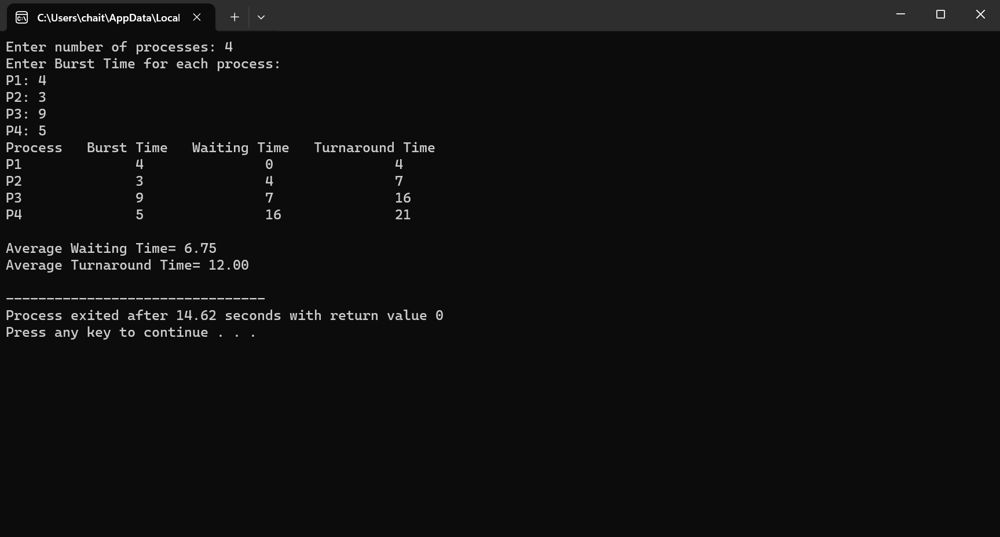 C:\Users\chait\AppData\Local
Enter number of processes: 4
Enter Burst Time for each process:
P1: 4
P2: 3
P3: 9
P4: 5
Process   Burst Time   Waiting Time   Turnaround Time
P1              4               0               4
P2              3               4               7
P3              9               7               16
P4              5               16              21

Average Waiting Time= 6.75
Average Turnaround Time= 12.00

--------------------------------
Process exited after 14.62 seconds with return value 0
Press any key to continue . . .